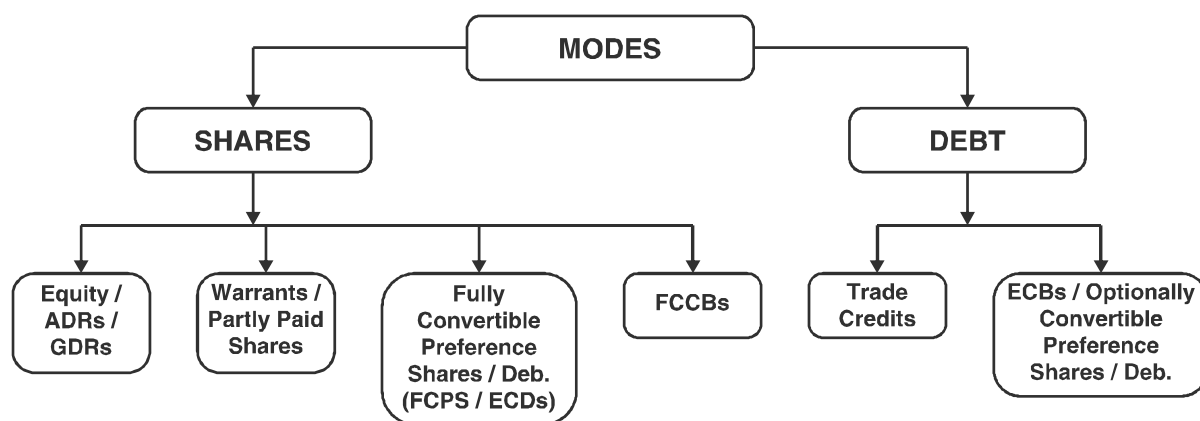 MODES
SHARES
DEBT
Equity /
ADRs /
GDRs
Warrants /
Partly Paid
Shares
Fully
Convertible
Preference
Shares / Deb.
(FCPS / ECDs)
FCCBs
Trade
Credits
ECBs / Optionally
Convertible
Preference
Shares / Deb.